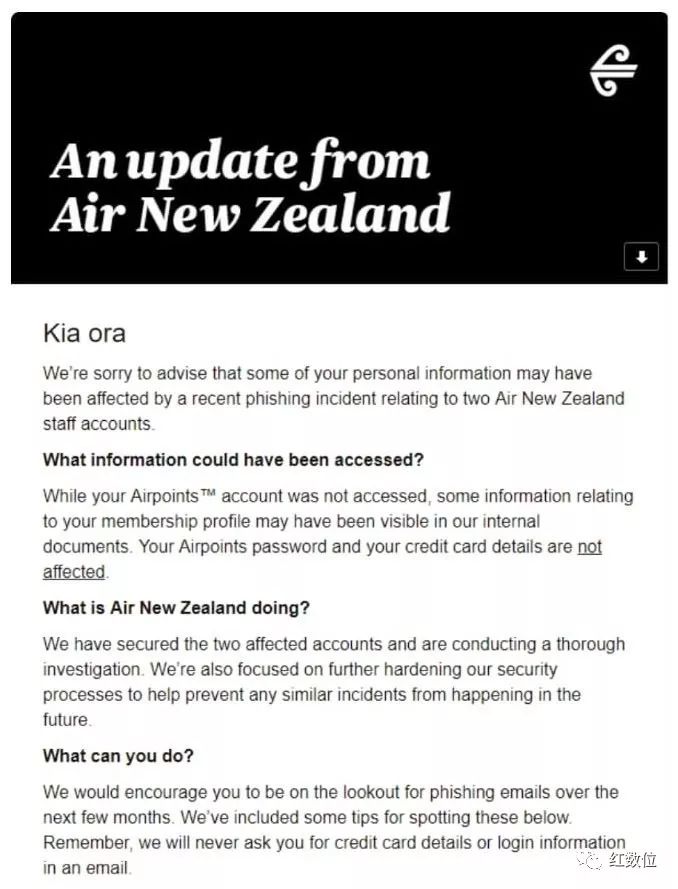 An update from
Air New Zealand
Kia ora
We're sorry to advise that some of your personal information may have
been affected by a recent phishing incident relating to two Air New Zealand
staff accounts.
What information could have been accessed?
While your Airpoints™ account was not accessed, some information relating
to your membership profile may have been visible in our internal
documents. Your Airpoints password and your credit card details are not
affected.
What is Air New Zealand doing?
We have secured the two affected accounts and are conducting a thorough
investigation. We're also focused on further hardening our security
processes to help prevent any similar incidents from happening in the
future.
What can you do?
We would encourage you to be on the lookout for phishing emails over the
next few months. We've included some tips for spotting these below.
Remember, we will never ask you for credit card details or login information
in an email.
红数位